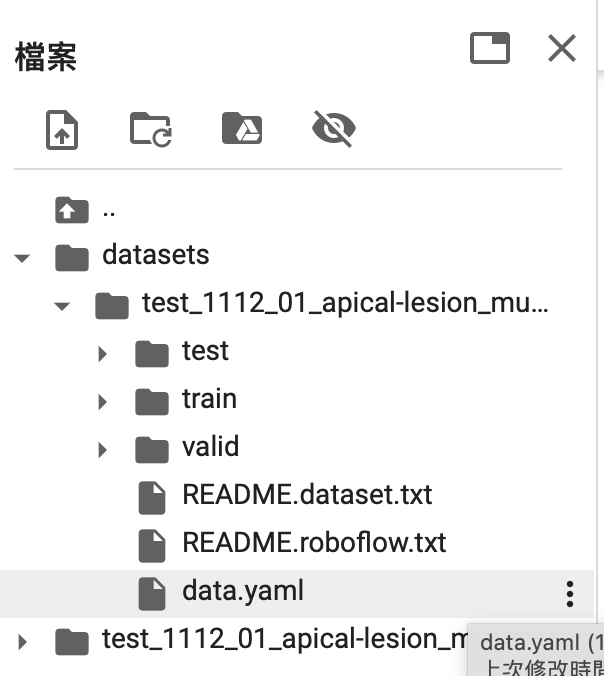 檔案
..
datasets
test_1112_01_apical-lesion_mu...
test
train
valid
README.dataset.txt
README.roboflow.txt
data.yaml
test_1112_01_apical-lesion_m
data.yaml (1
上次修改時間